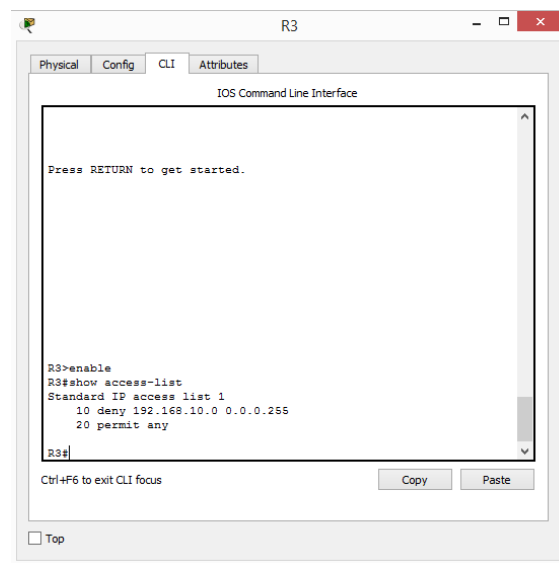 R3
Physical Config CLI Attributes
IOS Command Line Interface
Press RETURN to get started.
R3>enable
R3#show access-list
Standard IP access list 1
10 deny 192.168.10.0 0.0.0.255
20 permit any
R3#
Ctrl+F6 to exit CLI focus
Copy
Paste
Top